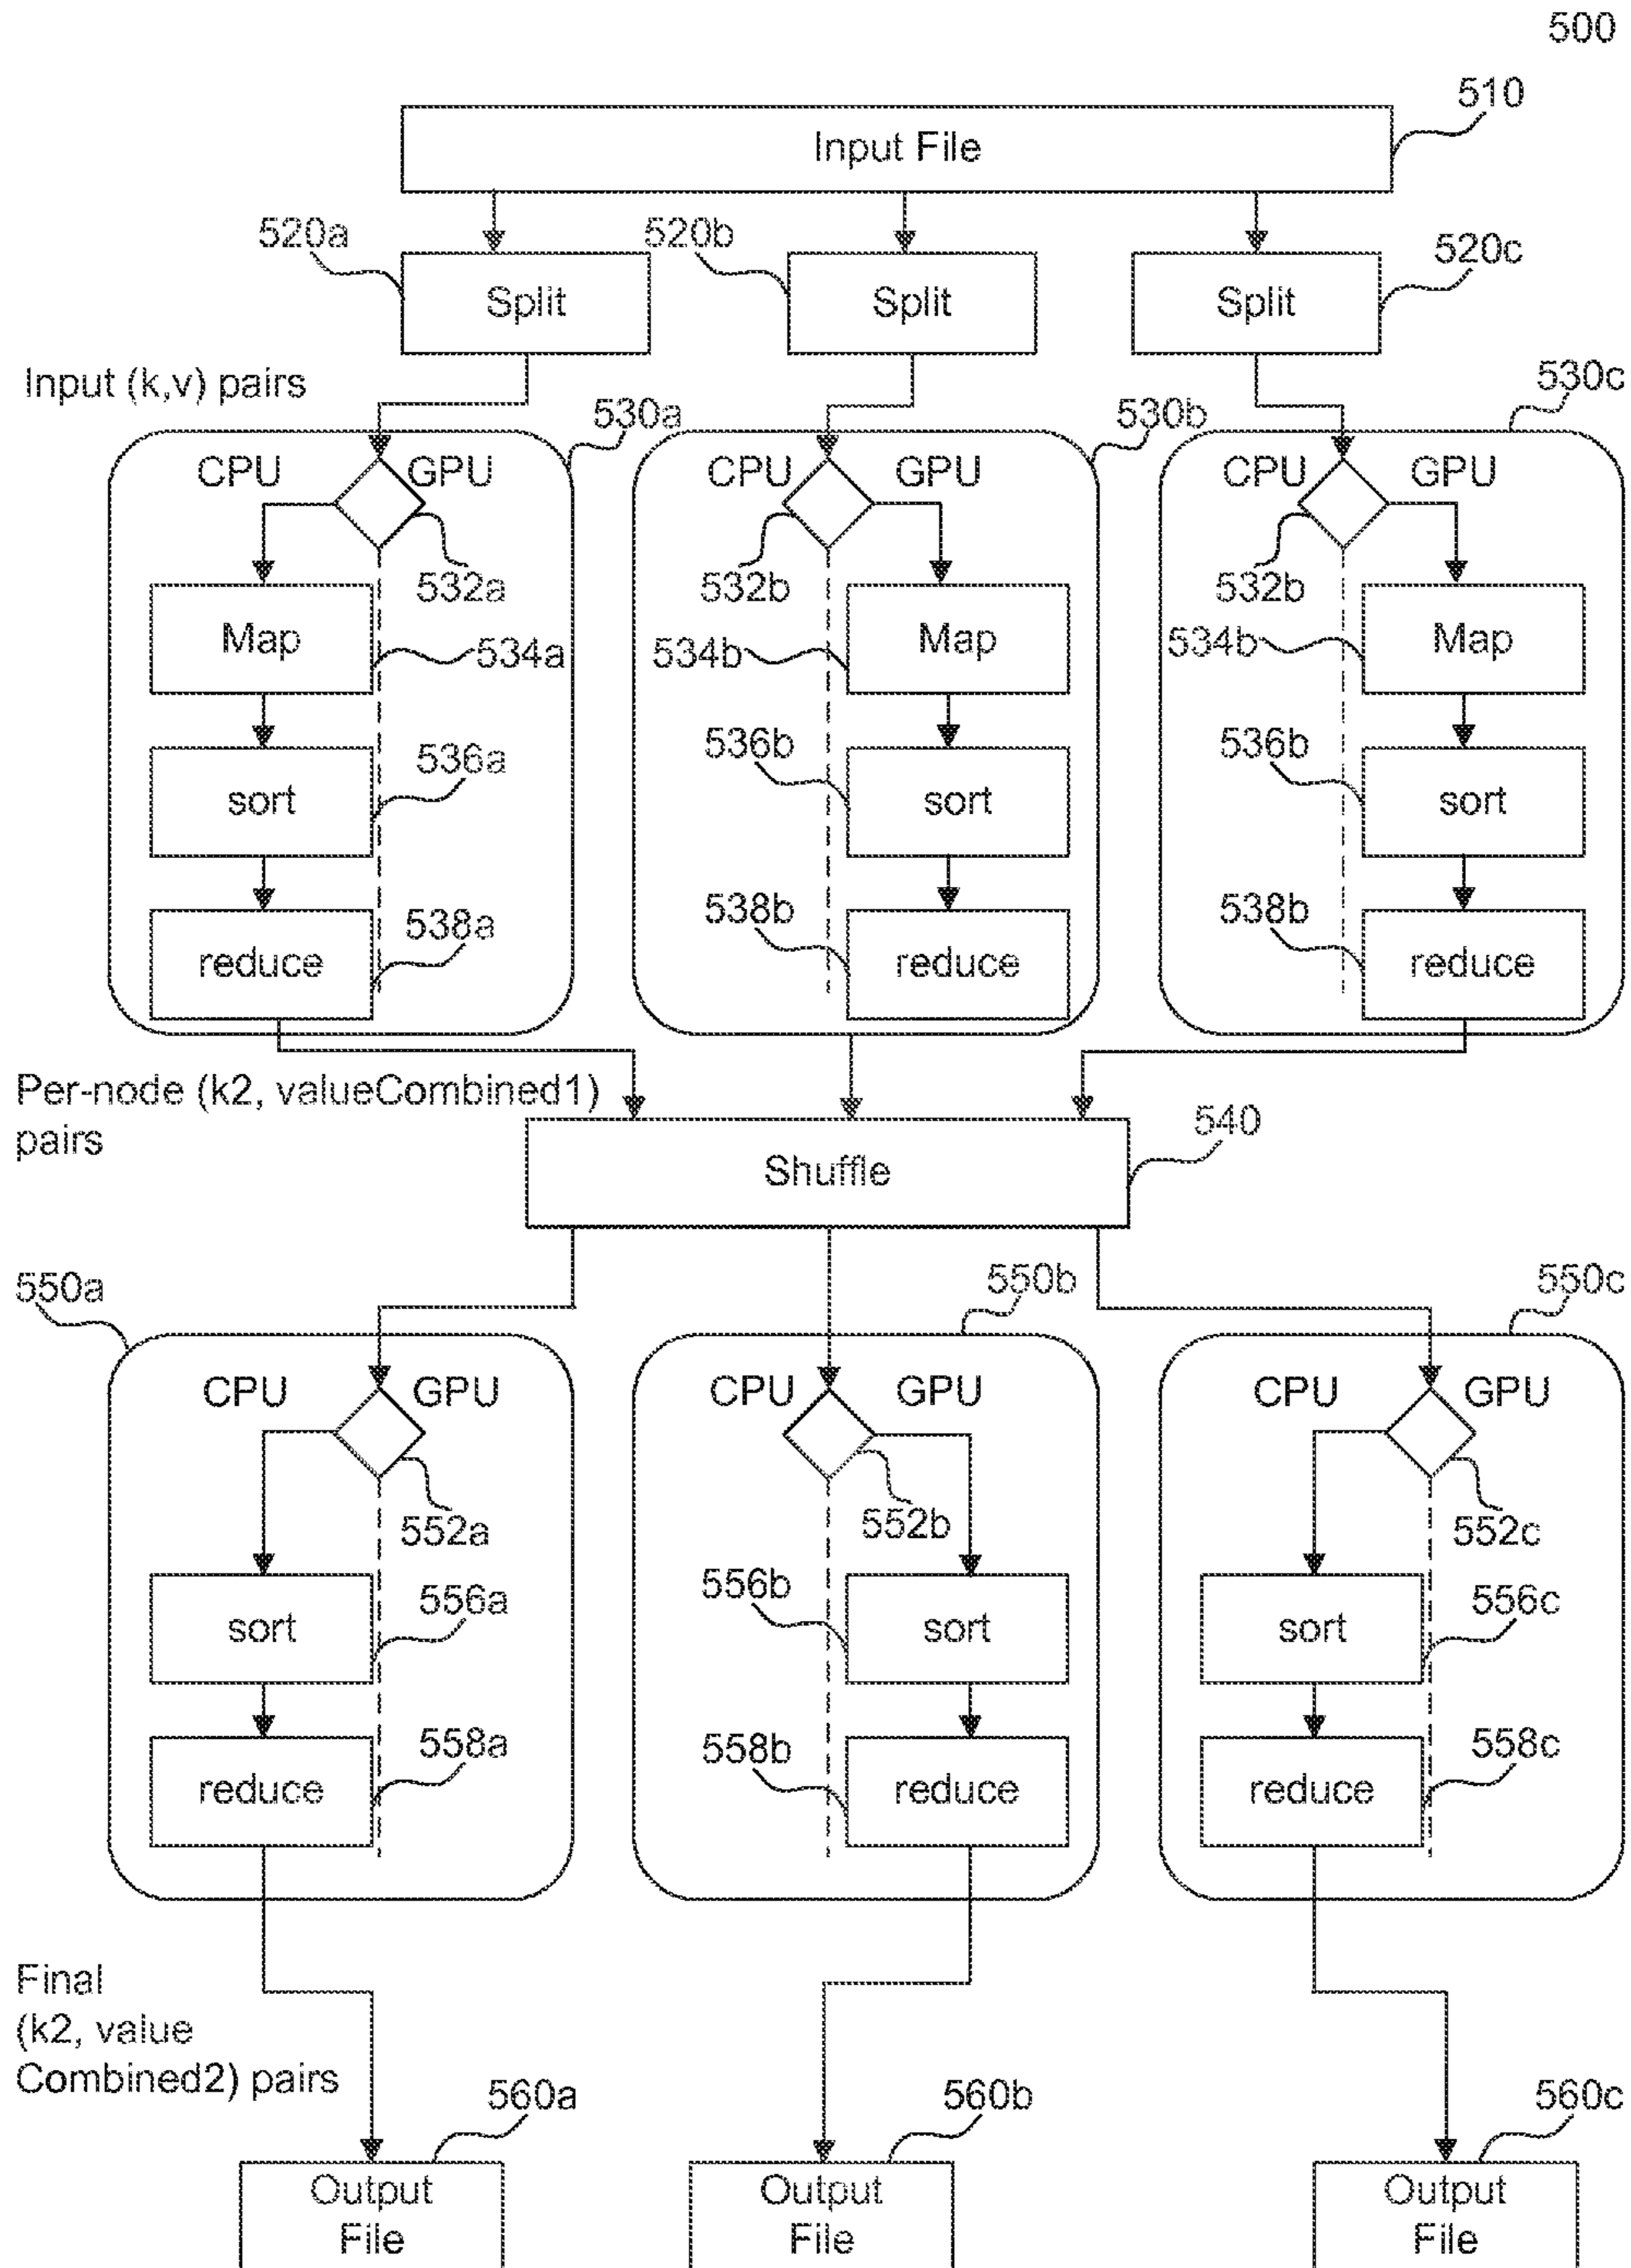 500
510
Input File
520a
520b
520c
Split
Split
Split
Input (k,v) pairs
530a
530b
530c
CPU
GPU
CPU
GPU
CPU
GPU
532a
532b
532b
Map
Map
Map
534a
534b
534b
536a
536b
536b
sort
sort
sort
538a
538b
538b
reduce
reduce
reduce
Per-node (k2, valueCombined1)
pairs
540
Shuffle
550a
550b
550c
CPU
GPU
CPU
GPU
CPU
GPU
552a
552b
552c
556a
556b
556c
sort
sort
sort
558a
558b
558c
reduce
reduce
reduce
Final
(k2, value
Combined2) pairs
560a
560b
560c
Output
File
Output
File
Output
File